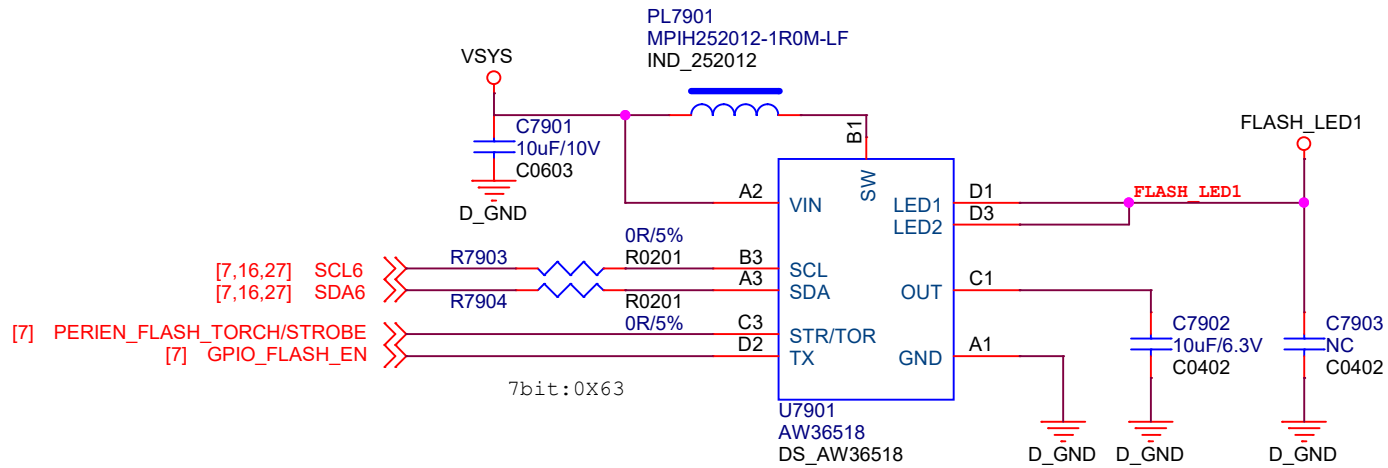 PL7901
MPIH252012-1R0M-LF
IND_252012
VSYS
C7901
10uF/10V
C0603
D_GND
B1
SW
FLASH_LED1
A2
VIN
LED1
D1
FLASH_LED1
LED2
D3
0R/5%
[7,16,27] SCL6
R7903
R0201
B3
SCL
[7,16,27] SDA6
R7904
R0201
A3
SDA
OUT
C1
0R/5%
[7] PERIEN_FLASH_TORCH/STROBE
C3
STR/TOR
[7] GPIO_FLASH_EN
D2
TX
GND
A1
C7902
10uF/6.3V
C0402
C7903
NC
C0402
7bit:0X63
U7901
AW36518
DS_AW36518
D_GND
D_GND
D_GND